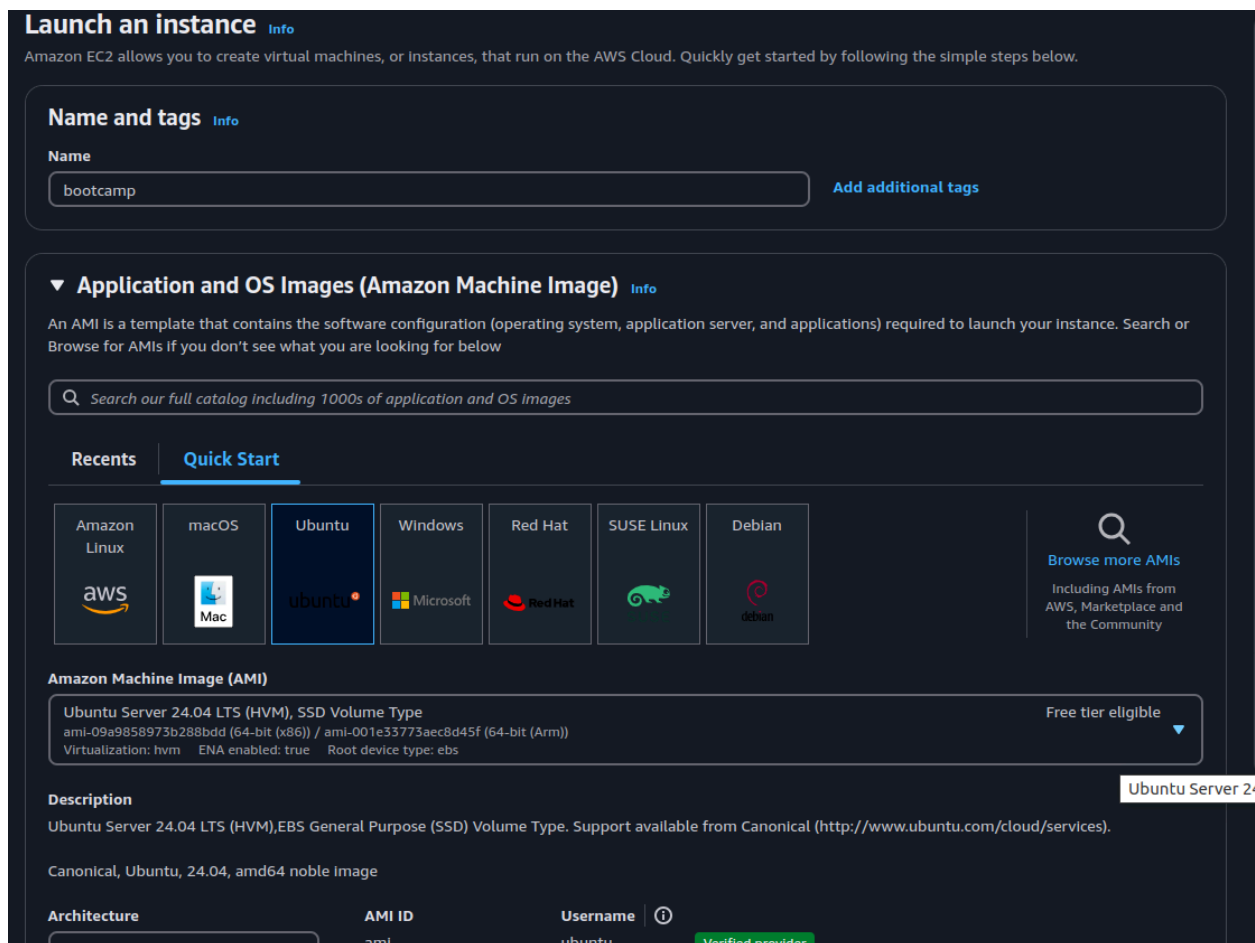 Launch an instance Info
Amazon EC2 allows you to create virtual machines, or instances, that run on the AWS Cloud. Quickly get started by following the simple steps below.
Name and tags Info
Name
bootcamp
Add additional tags
Application and OS Images (Amazon Machine Image) Info
An AMI is a template that contains the software configuration (operating system, application server, and applications) required to launch your instance. Search or
Browse for AMIs if you don't see what you are looking for below
Search our full catalog including 1000s of application and OS images
Recents
Quick Start
Amazon
Linux
aws
macOS
Mac
Ubuntu
ubuntu
Windows
Microsoft
Red Hat
RedHat
SUSE Linux
Debian
debian
Browse more AMIs
Including AMIs from
AWS, Marketplace and
the Community
Amazon Machine Image (AMI)
Ubuntu Server 24.04 LTS (HVM), SSD Volume Type
Free tier eligible
ami-09a9858973b288bdd (64-bit (x86)) / ami-001e33773aec8d45f (64-bit (Arm))
Virtualization: hvm ENA enabled: true Root device type: ebs
Ubuntu Server 24
Description
Ubuntu Server 24.04 LTS (HVM),EBS General Purpose (SSD) Volume Type. Support available from Canonical (http://www.ubuntu.com/cloud/services).
Canonical, Ubuntu, 24.04, amd64 noble image
Architecture
AMI ID
Username
ami
ubuntu
Verified provider